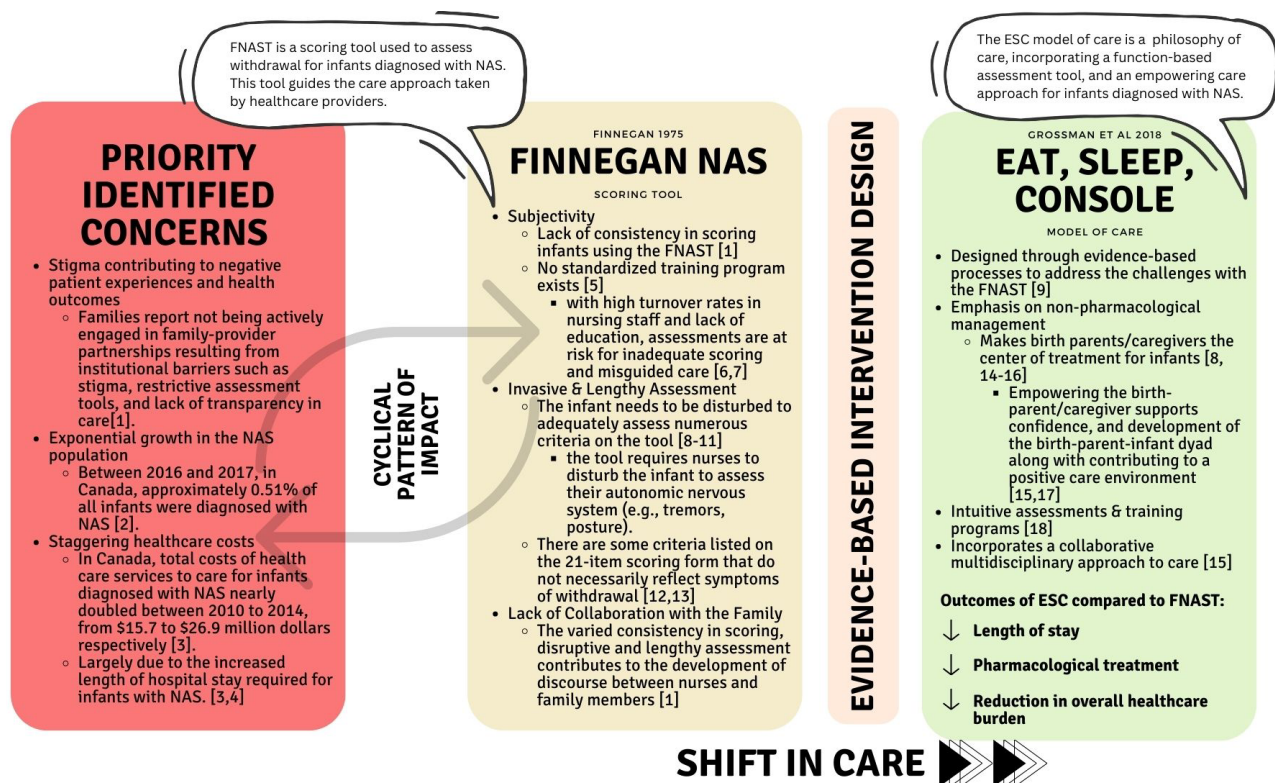 FNAST is a scoring tool used to assess
withdrawal for infants diagnosed with NAS.
This tool guides the care approach taken
by healthcare providers.
The ESC model of care is a philosophy of
care, incorporating a function-based
assessment tool, and an empowering care
approach for infants diagnosed with NAS.
PRIORITY
IDENTIFIED
CONCERNS
• Stigma contributing to negative
patient experiences and health
outcomes
○ Families report not being actively
engaged in family-provider
partnerships resulting from
institutional barriers such as
stigma, restrictive assessment
tools, and lack of transparency in
care[1].
• Exponential growth in the NAS
population
○ Between 2016 and 2017, in
Canada, approximately 0.51% of
all infants were diagnosed with
NAS [2].
• Staggering healthcare costs
○ In Canada, total costs of health
care services to care for infants
diagnosed with NAS nearly
doubled between 2010 to 2014,
from $15.7 to $26.9 million dollars
respectively [3].
○ Largely due to the increased
length of hospital stay required for
infants with NAS. [3,4]
CYCLICAL
PATTERN OF
IMPACT
FINNEGAN 1975
FINNEGAN NAS
SCORING TOOL
• Subjectivity
○ Lack of consistency in scoring
infants using the FNAST [1]
○ No standardized training program
exists [5]
▪ with high turnover rates in
nursing staff and lack of
education, assessments are at
risk for inadequate scoring
and misguided care [6,7]
• Invasive & Lengthy Assessment
○ The infant needs to be disturbed to
adequately assess numerous
criteria on the tool [8-11]
▪ the tool requires nurses to
disturb the infant to assess
their autonomic nervous
system (e.g., tremors,
posture).
○ There are some criteria listed on
the 21-item scoring form that do
not necessarily reflect symptoms
of withdrawal [12,13]
• Lack of Collaboration with the Family
○ The varied consistency in scoring,
disruptive and lengthy assessment
contributes to the development of
discourse between nurses and
family members [1]
EVIDENCE-BASED INTERVENTION DESIGN
GROSSMAN ET AL 2018
EAT, SLEEP,
CONSOLE
MODEL OF CARE
• Designed through evidence-based
processes to address the challenges with
the FNAST [9]
• Emphasis on non-pharmacological
management
○ Makes birth parents/caregivers the
center of treatment for infants [8,
14-16]
▪ Empowering the birth-
parent/caregiver supports
confidence, and development of
the birth-parent-infant dyad
along with contributing to a
positive care environment
[15,17]
• Intuitive assessments & training
programs [18]
• Incorporates a collaborative
multidisciplinary approach to care [15]
Outcomes of ESC compared to FNAST:
↓ Length of stay
↓ Pharmacological treatment
↓ Reduction in overall healthcare
burden
SHIFT IN CARE